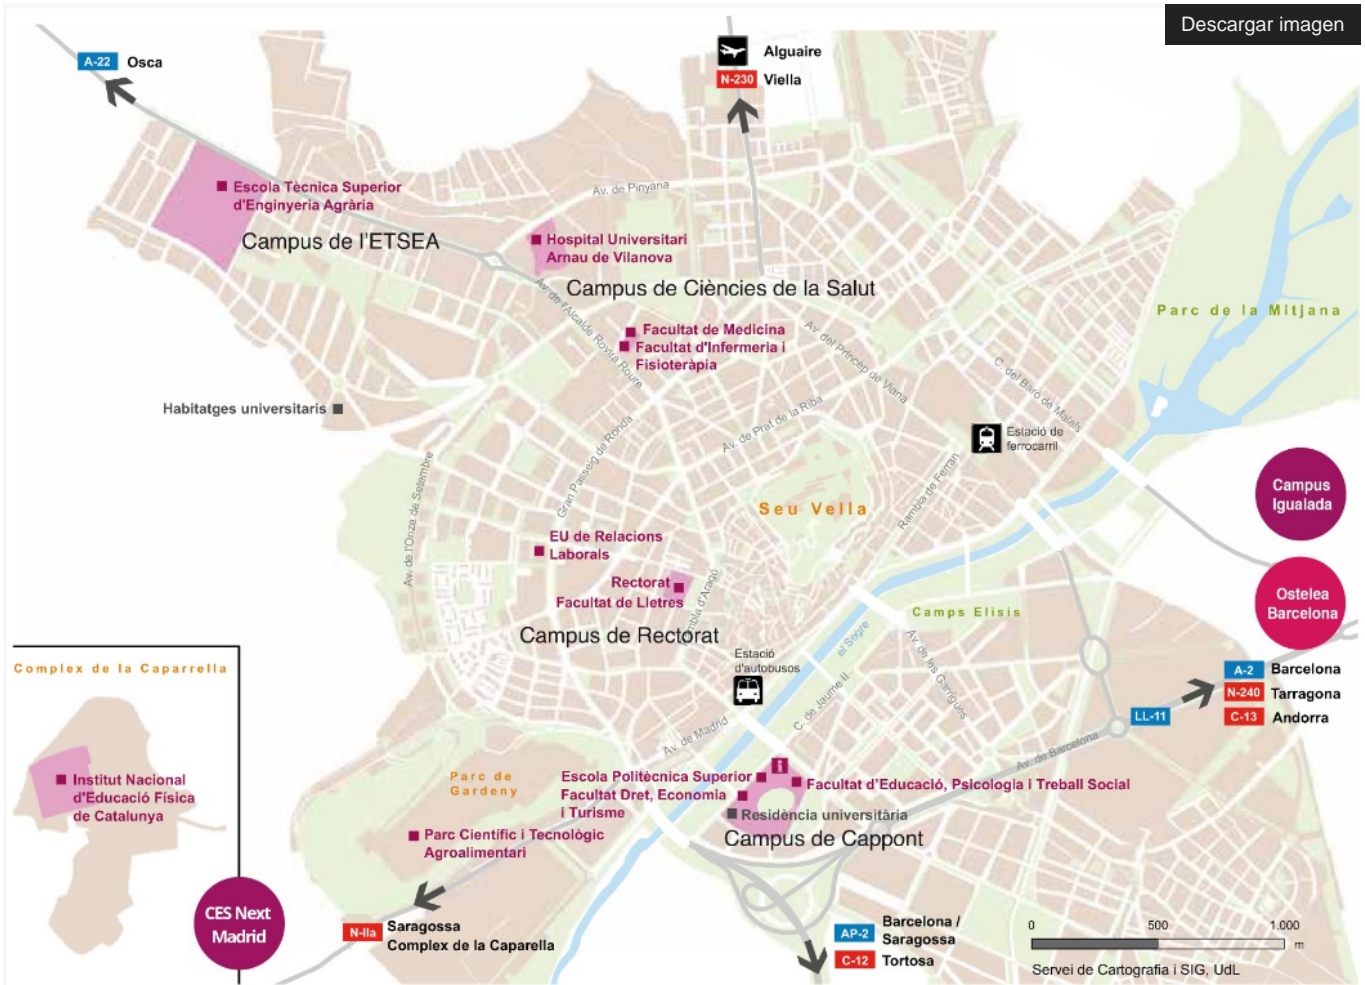 Descargar imagen
A-22 Osca
Alguaire
N-230 Viella
Escola Tècnica Superior
d'Enginyeria Agrària
Campus de l'ETSEA
Av. de Pinyana
Hospital Universitari
Arnau de Vilanova
Campus de Ciències de la Salut
Av. de l'Alcalde Rovira Roure
Facultat de Medicina
Facultat d'Infermeria i
Fisioteràpia
Av. del Príncep de Viana
C. del Baró de Maials
Parc de la Mitjana
Habitatges universitaris
Av. de Prat de la Riba
Gran Passeig de Ronda
Av. de l'Onze de Setembre
Estació de
ferrocarril
Rambla de Ferran
Seu Vella
Campus
Igualada
EU de Relacions
Laborals
Rectorat
Facultat de Lletres
Rambla d'Aragó
Campus de Rectorat
Ostelea
Barcelona
Camps Elisis
el Segre
Av. de les Garrigues
Estació
d'autobusos
C. de Jaume II
Av. de Madrid
A-2 Barcelona
N-240 Tarragona
C-13 Andorra
LL-11
Av. de Barcelona
Complex de la Caparrella
Institut Nacional
d'Educació Física
de Catalunya
CES Next
Madrid
Parc de
Gardeny
Parc Científic i Tecnològic
Agroalimentari
Escola Politècnica Superior
Facultat Dret, Economia
i Turisme
i
Facultat d'Educació, Psicologia i Treball Social
Residència universitària
Campus de Cappont
N-IIa Saragossa
Complex de la Caparella
AP-2 Barcelona /
Saragossa
C-12 Tortosa
0 500 1.000
m
Servei de Cartografia i SIG, UdL